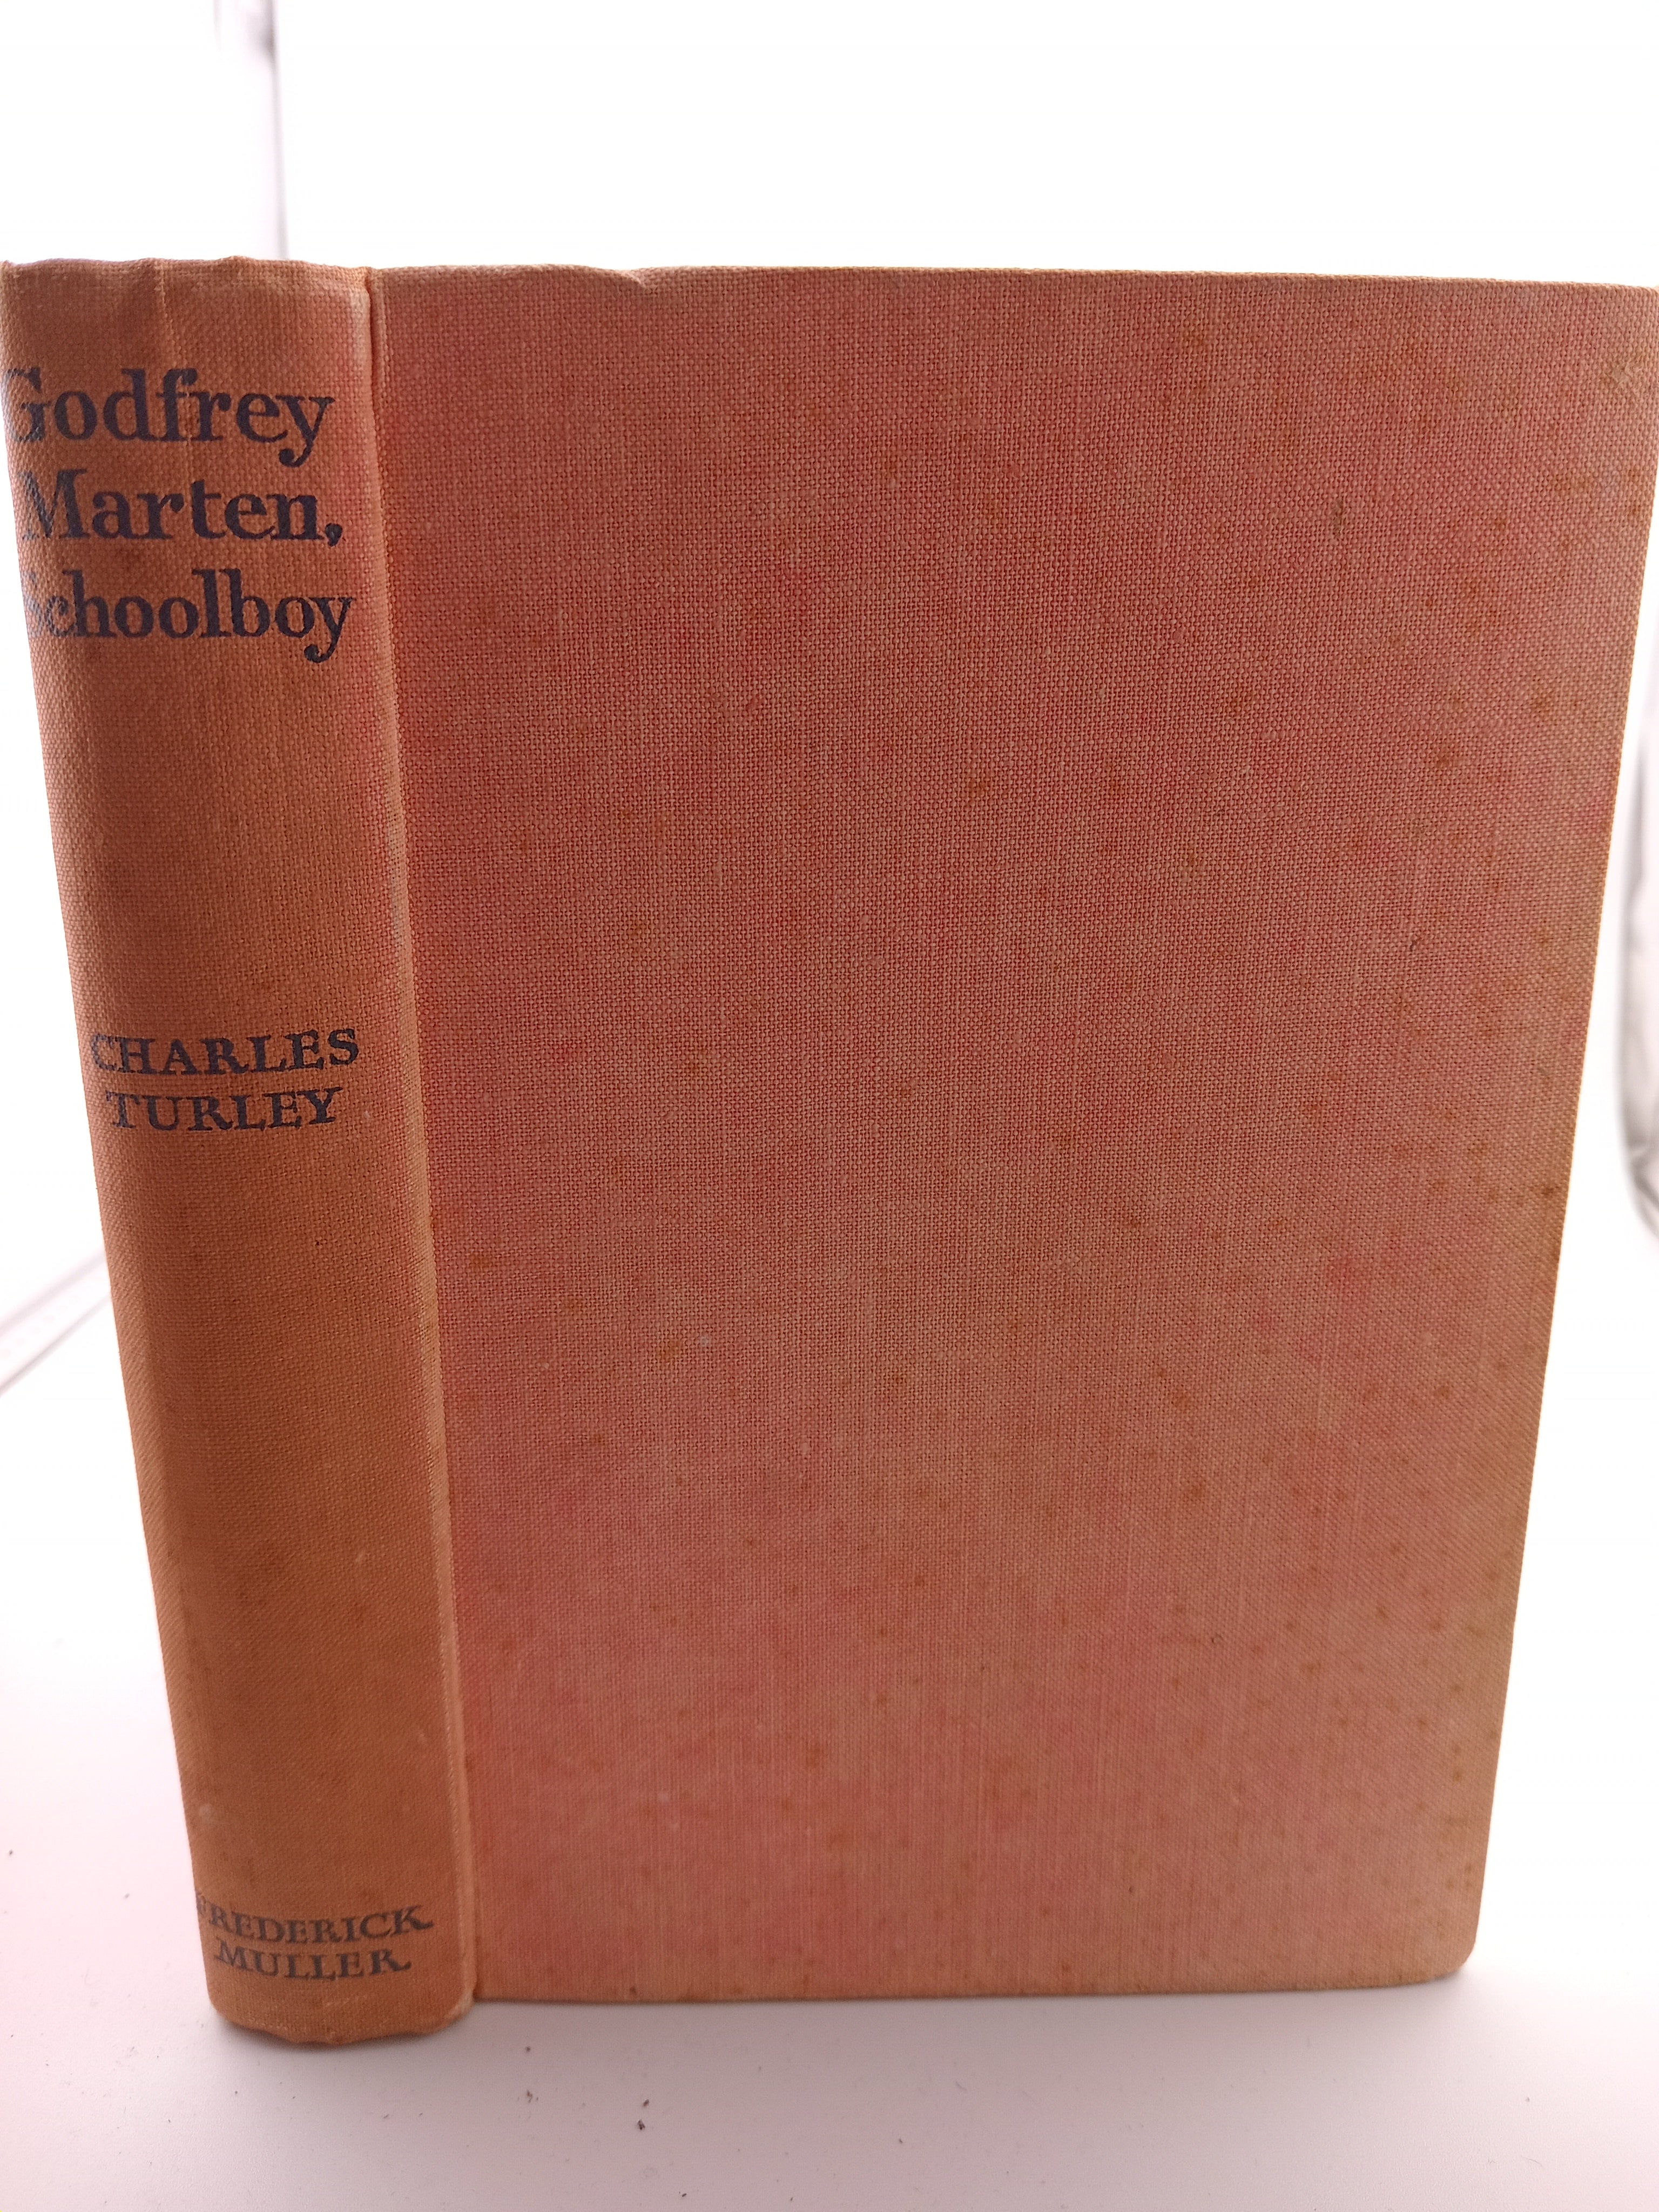 Godfrey
Marten,
Schoolboy
CHARLES
TURLEY
FREDERICK
MULLER